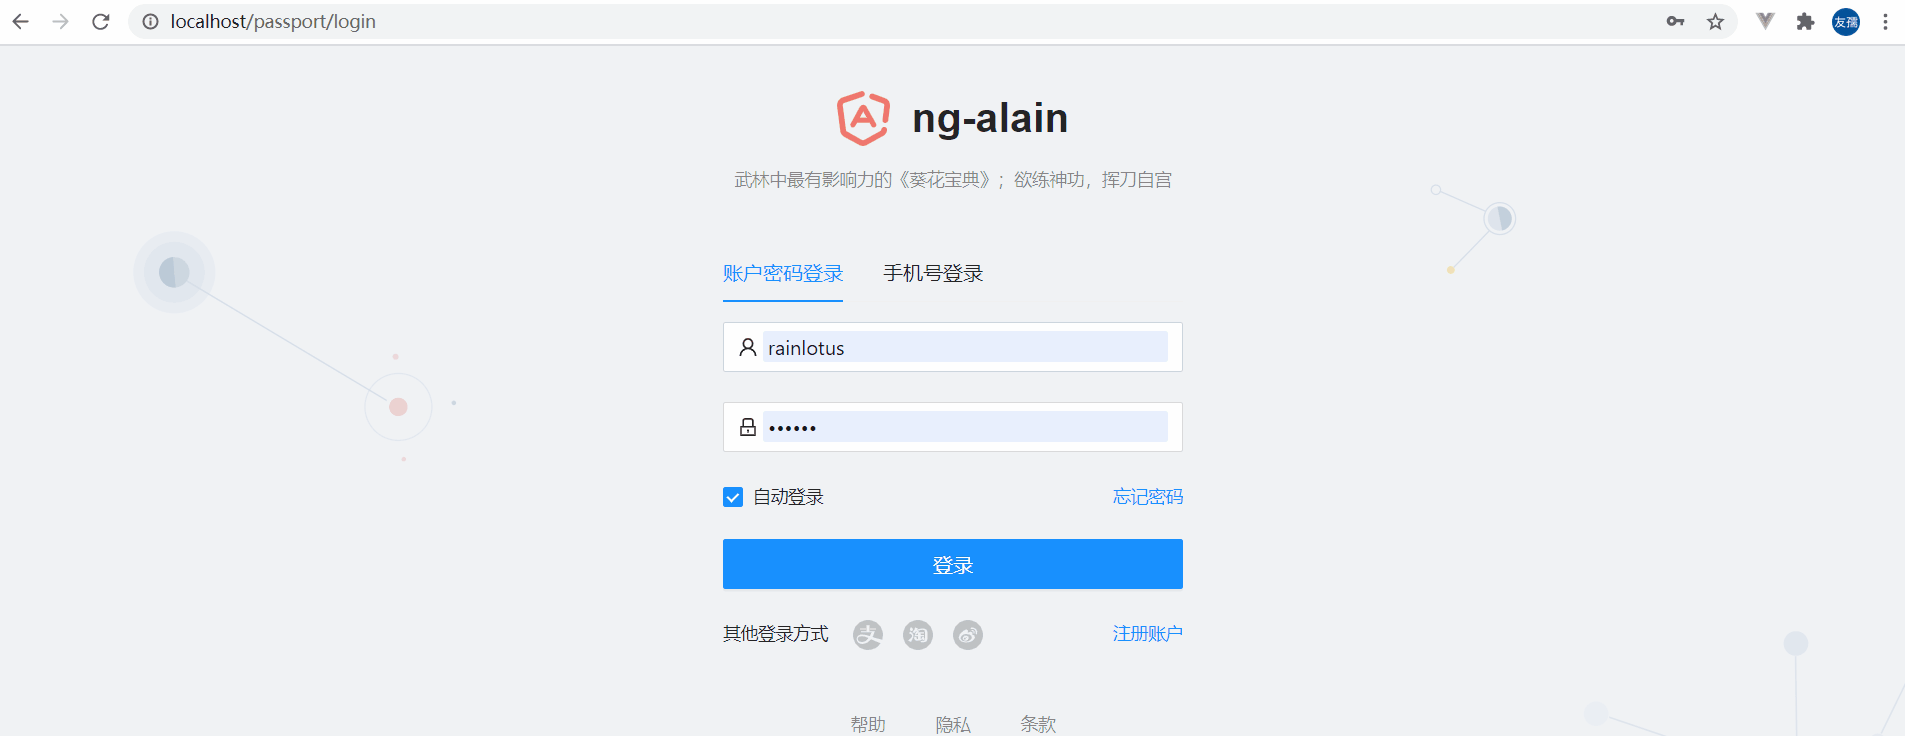 localhost/passport/login
友孺
ng-alain
武林中最有影响力的《葵花宝典》；欲练神功，挥刀自宫
账户密码登录 手机号登录
rainlotus
••••••
自动登录 忘记密码
登录
其他登录方式 支 淘 注册账户
帮助 隐私 条款